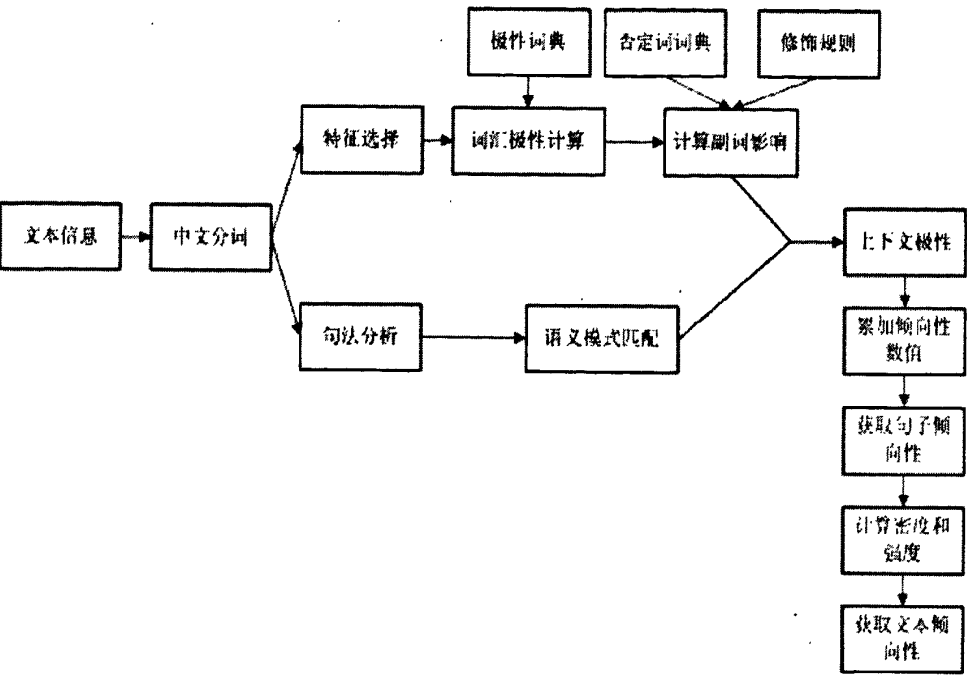 极性词典
否定词词典
修饰规则
特征选择
词汇极性计算
计算副词影响
文本信息
中文分词
上下文极性
句法分析
语义模式匹配
累加倾向性
数值
获取句子倾
向性
计算密度和
强度
获取文本倾
向性